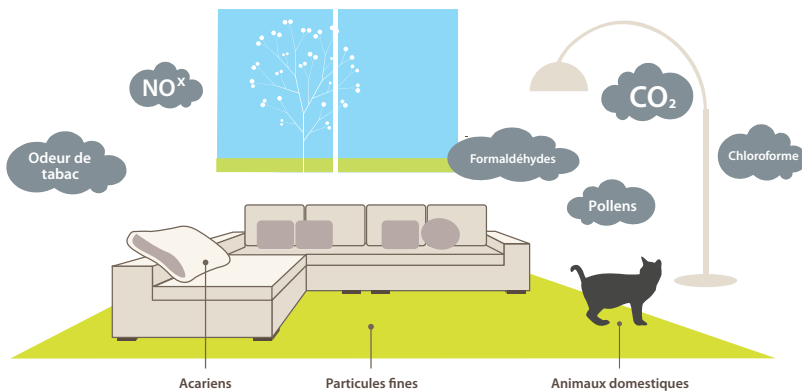 NOx
CO₂
Odeur de
tabac
Formaldéhydes
Chloroforme
Pollens
Acariens
Particules fines
Animaux domestiques